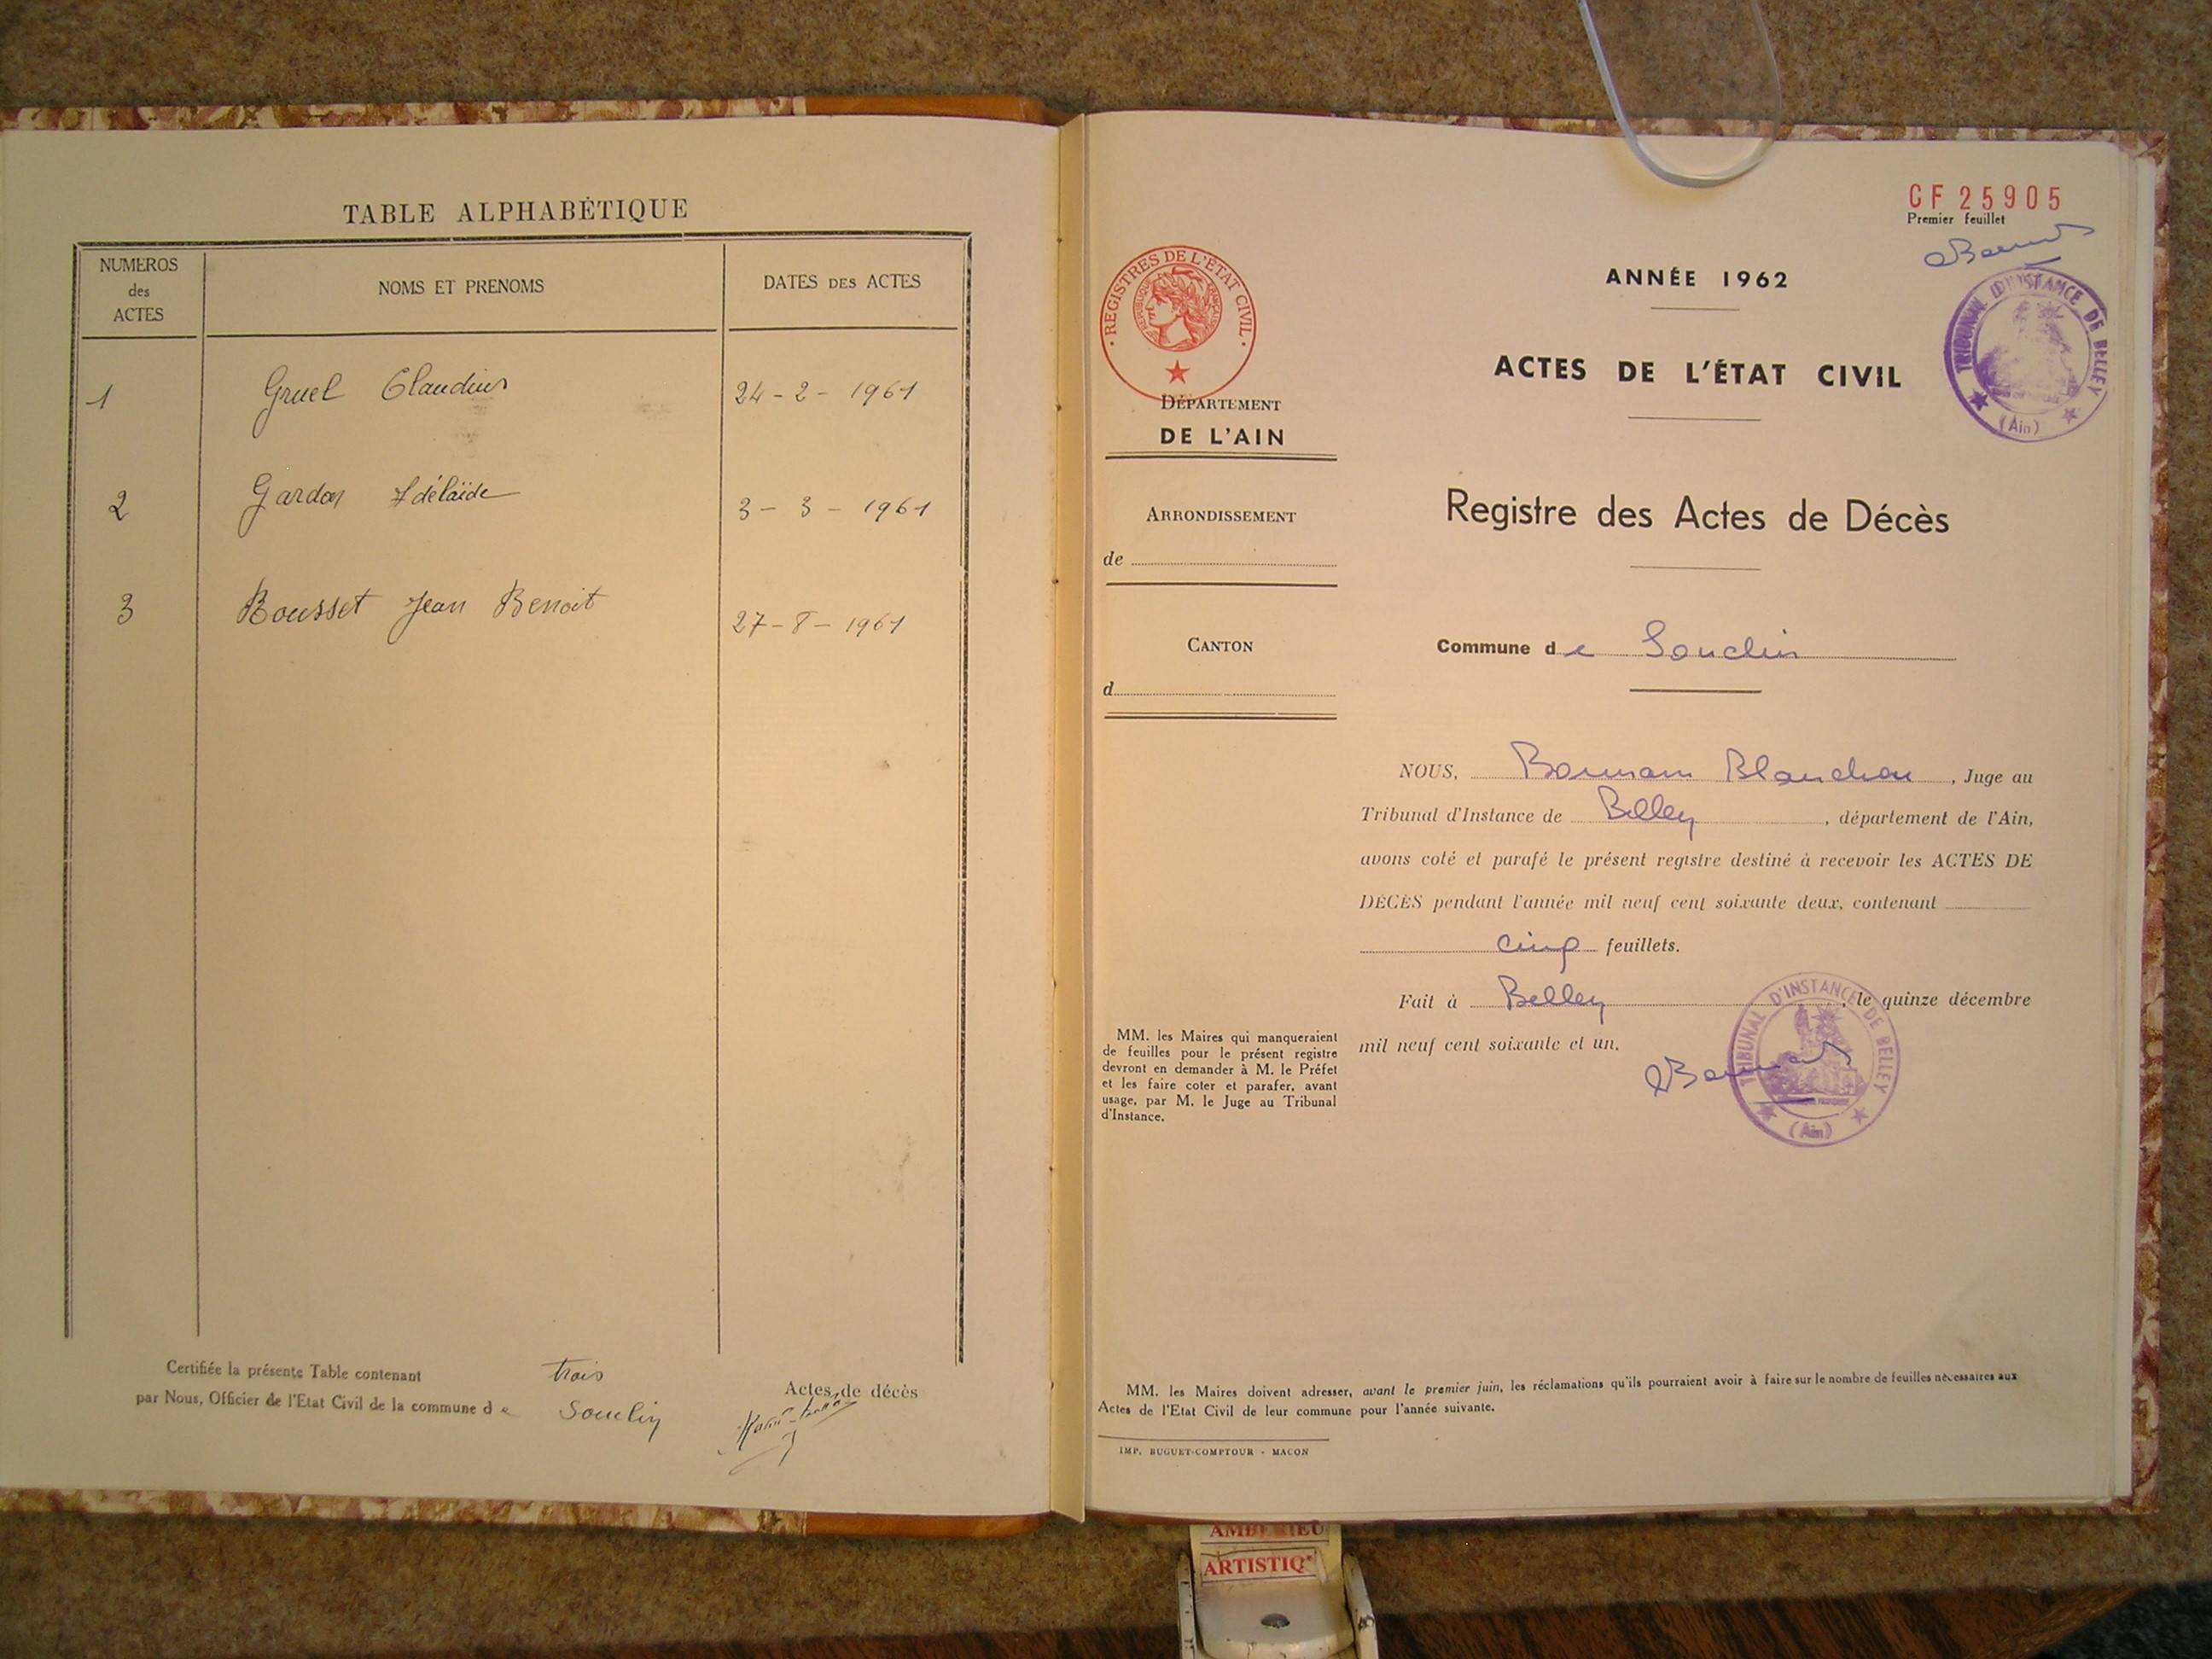 TABLE ALPHABÉTIQUE
NUMEROS
des
ACTES
NOMS ET PRENOMS
DATES DES ACTES
1 Gruel Claudius 24-2-1961
2 Gardon Adélaïde 3-3-1961
3 Rousset Jean Benoit 27-8-1961
Certifiée la présente Table contenant trois Actes de décès
par Nous, Officier de l'Etat Civil de la commune de Souclin
CF 25905
Premier feuillet
REGISTRES DE L'ÉTAT CIVIL
TRIBUNAL D'INSTANCE DE BELLEY
(Ain)
ANNÉE 1962
ACTES DE L'ÉTAT CIVIL
DÉPARTEMENT
DE L'AIN
ARRONDISSEMENT
de
CANTON
d
Registre des Actes de Décès
Commune de Souclin
NOUS, Blanchon, Juge au
Tribunal d'Instance de Belley, département de l'Ain,
avons coté et parafé le présent registre destiné à recevoir les ACTES DE
DÉCÈS pendant l'année mil neuf cent soixante deux, contenant
cinq feuillets.
Fait à Belley, le quinze décembre
mil neuf cent soixante et un.
TRIBUNAL D'INSTANCE DE BELLEY
(Ain)
MM. les Maires qui manqueraient
de feuilles pour le présent registre
devront en demander à M. le Préfet
et les faire coter et parafer, avant
usage, par M. le Juge au Tribunal
d'Instance.
MM. les Maires doivent adresser, avant le premier juin, les réclamations qu'ils pourraient avoir à faire sur le nombre de feuilles nécessaires aux
Actes de l'Etat Civil de leur commune pour l'année suivante.
IMP. BUGUET-COMPTOUR - MACON
AMBERIEU
ARTISTIQ'